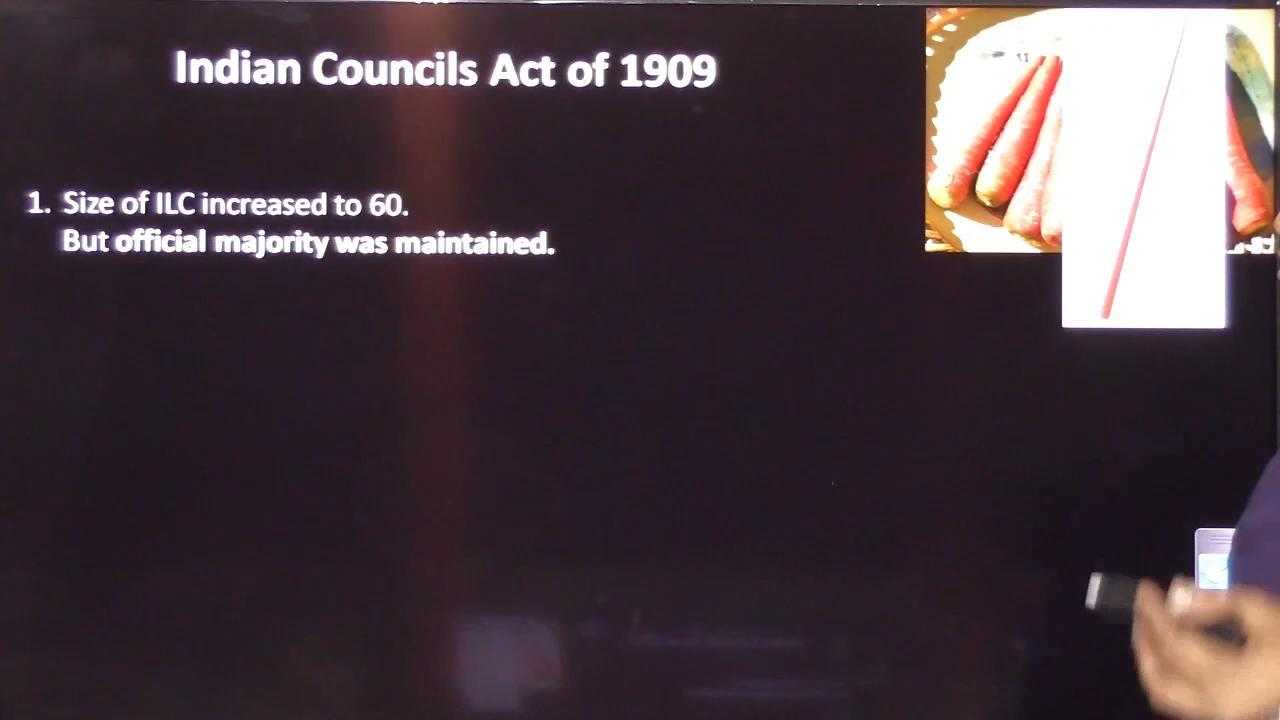 Indian Councils Act of 1909
1. Size of ILC increased to 60.
But official majority was maintained.